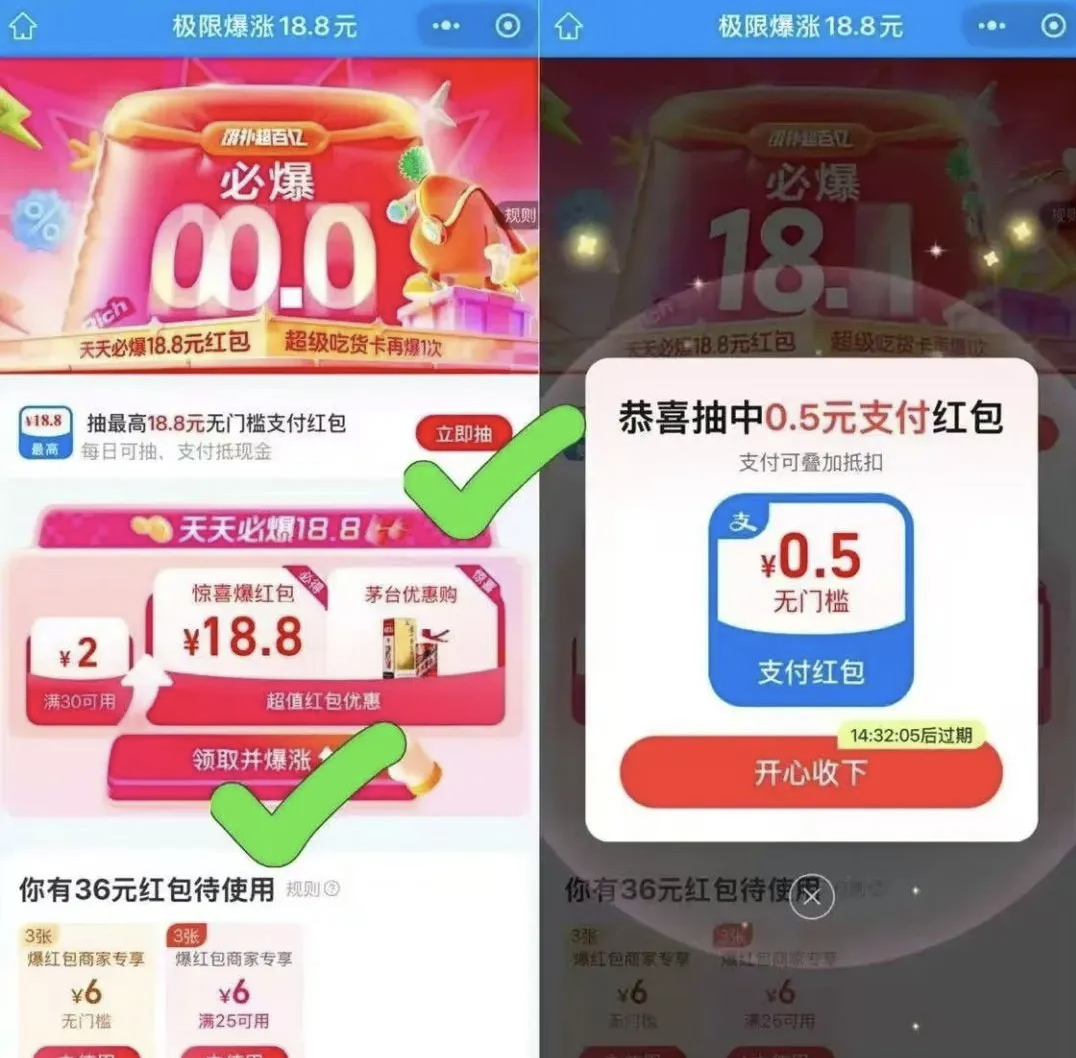 极限爆涨18.8元
规则
必爆
00.0
Rich
天天必爆18.8元红包
超级吃货卡再爆1次
¥18.8
最高
抽最高18.8元无门槛支付红包
每日可抽、支付抵现金
立即抽
天天必爆18.8
¥2
满30可用
惊喜爆红包
必得
¥18.8
茅台优惠购
惊喜
超值红包优惠
领取并爆涨
你有36元红包待使用 规则?
3张
爆红包商家专享
¥6
无门槛
3张
爆红包商家专享
¥6
满25可用
极限爆涨18.8元
必爆
18.1
天天必爆18.8元红包
超级吃货卡再爆1次
恭喜抽中0.5元支付红包
支付可叠加抵扣
支
¥0.5
无门槛
支付红包
14:32:05后过期
开心收下
你有36元红包待使用
3张
爆红包商家专享
¥6
无门槛
3张
爆红包商家专享
¥6
满25可用